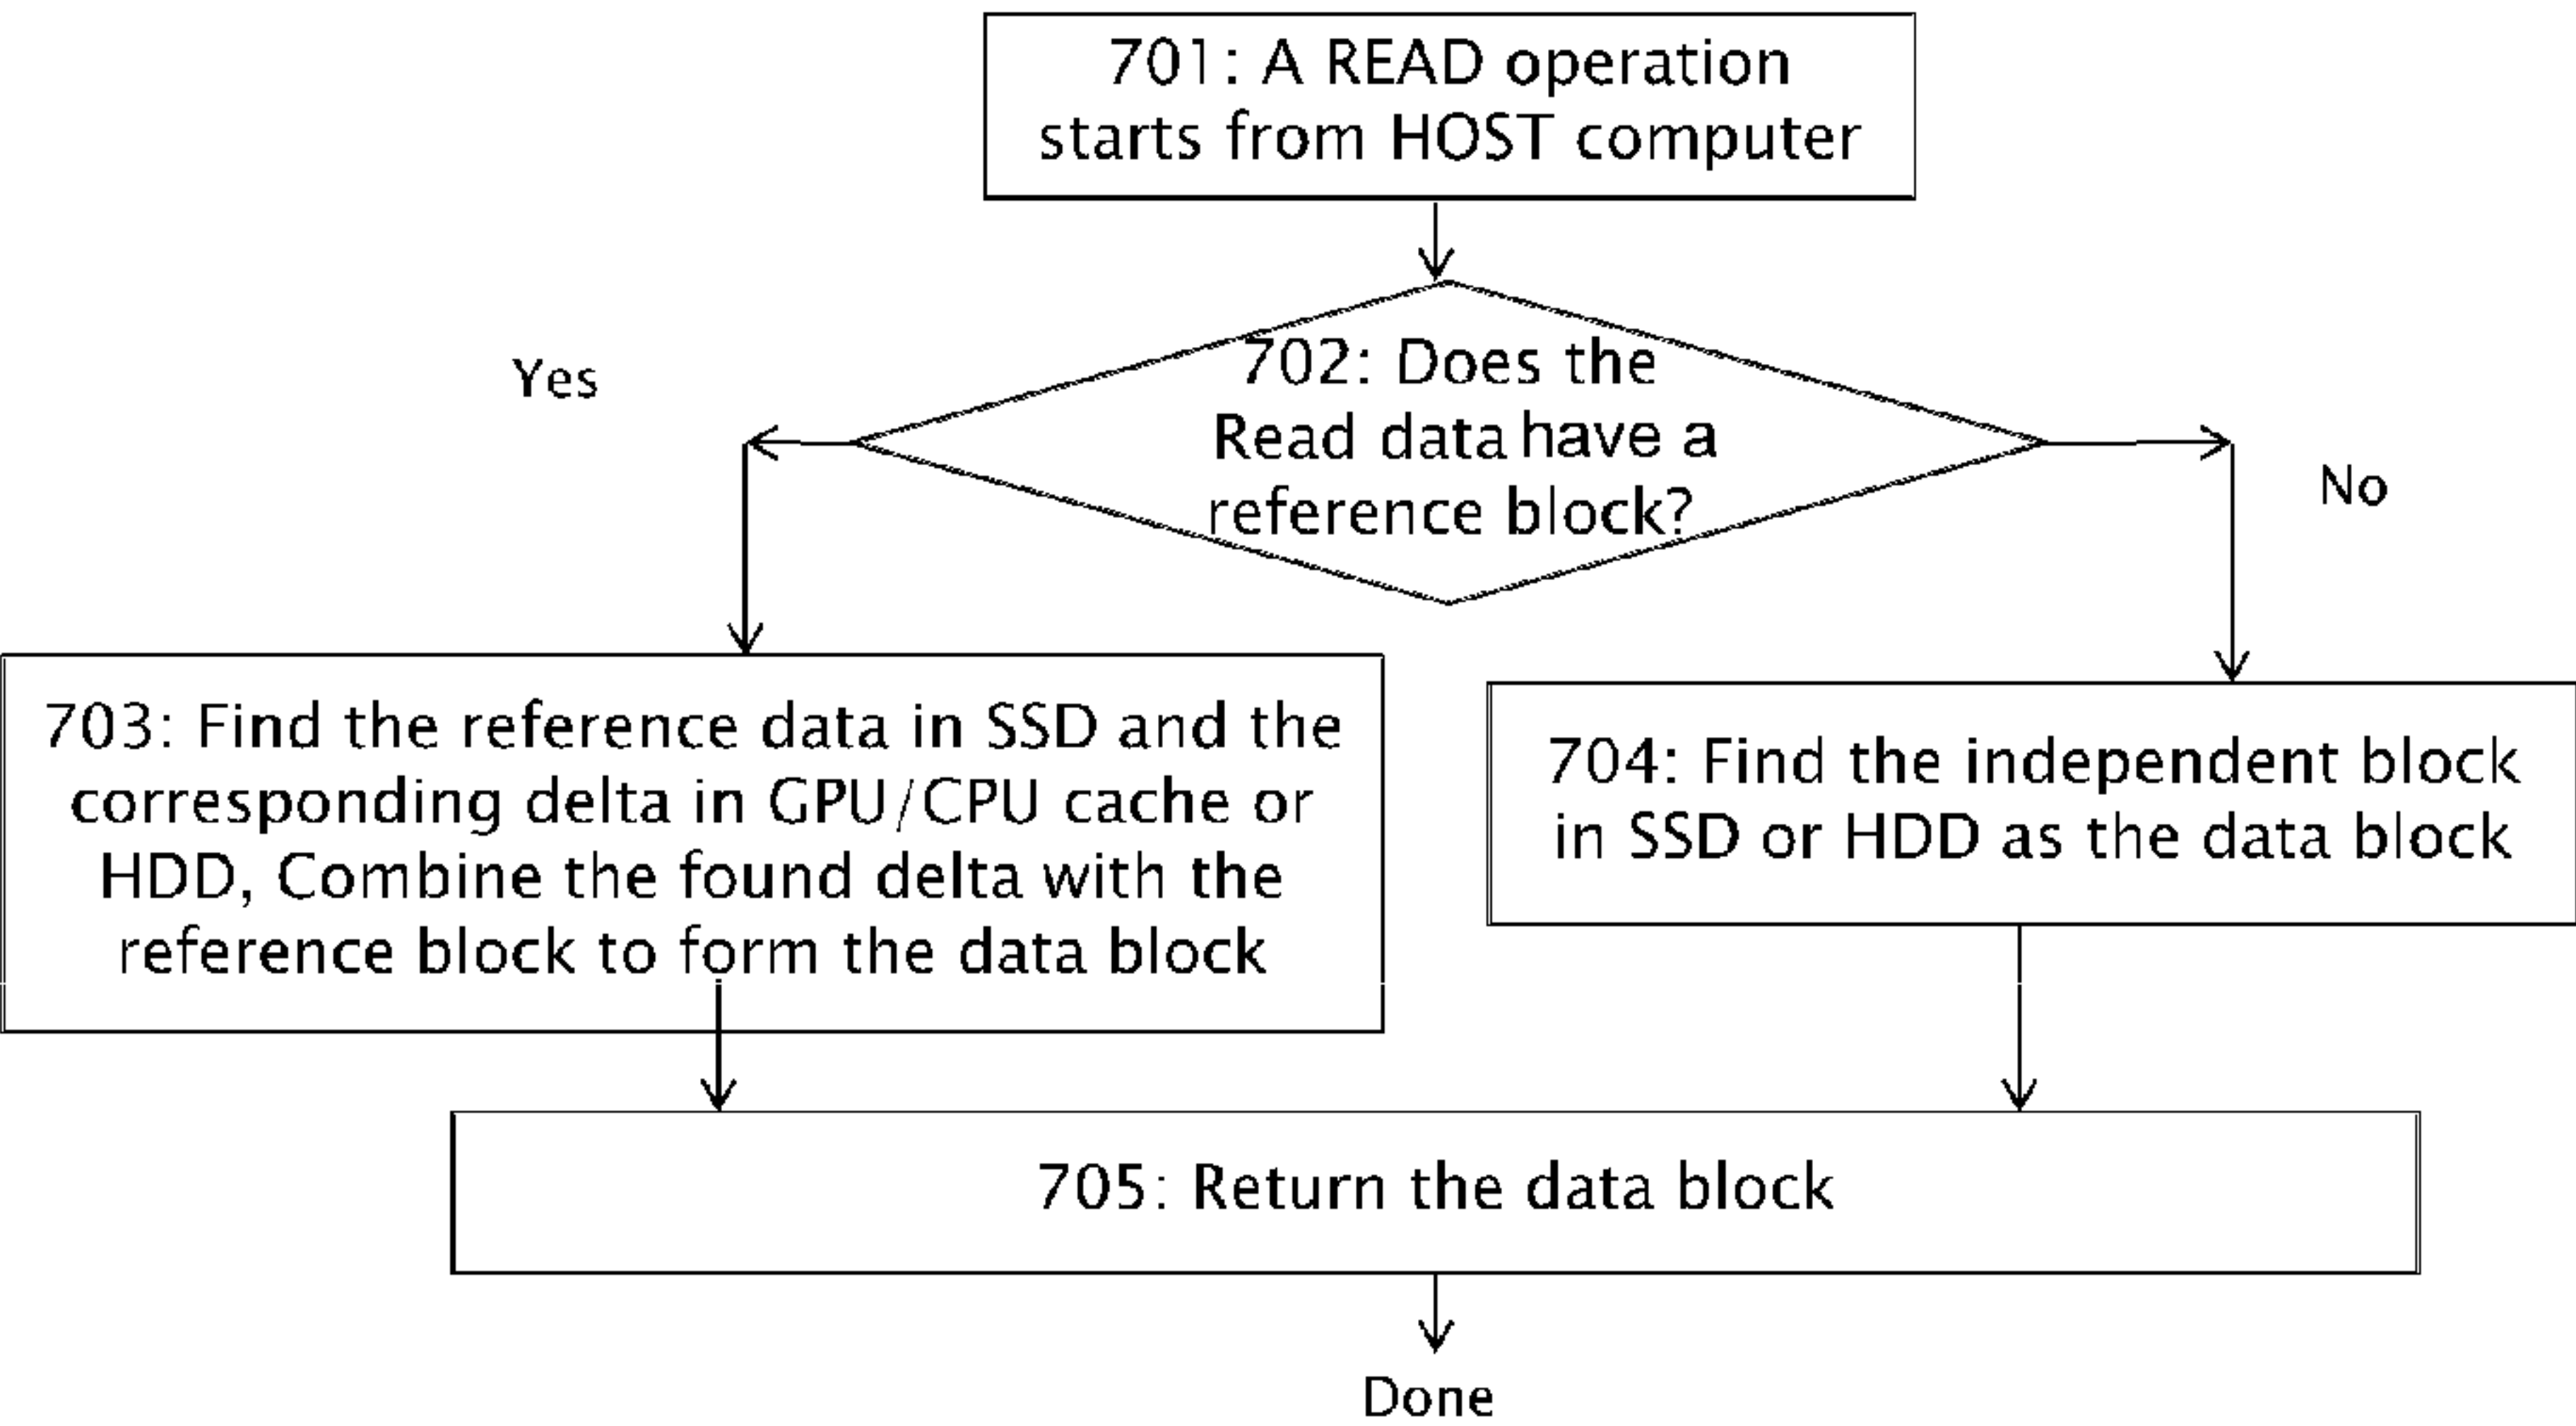 701: A READ operation
starts from HOST computer
702: Does the
Read data have a
reference block?
Yes
No
703: Find the reference data in SSD and the
corresponding delta in GPU/CPU cache or
HDD, Combine the found delta with the
reference block to form the data block
704: Find the independent block
in SSD or HDD as the data block
705: Return the data block
Done